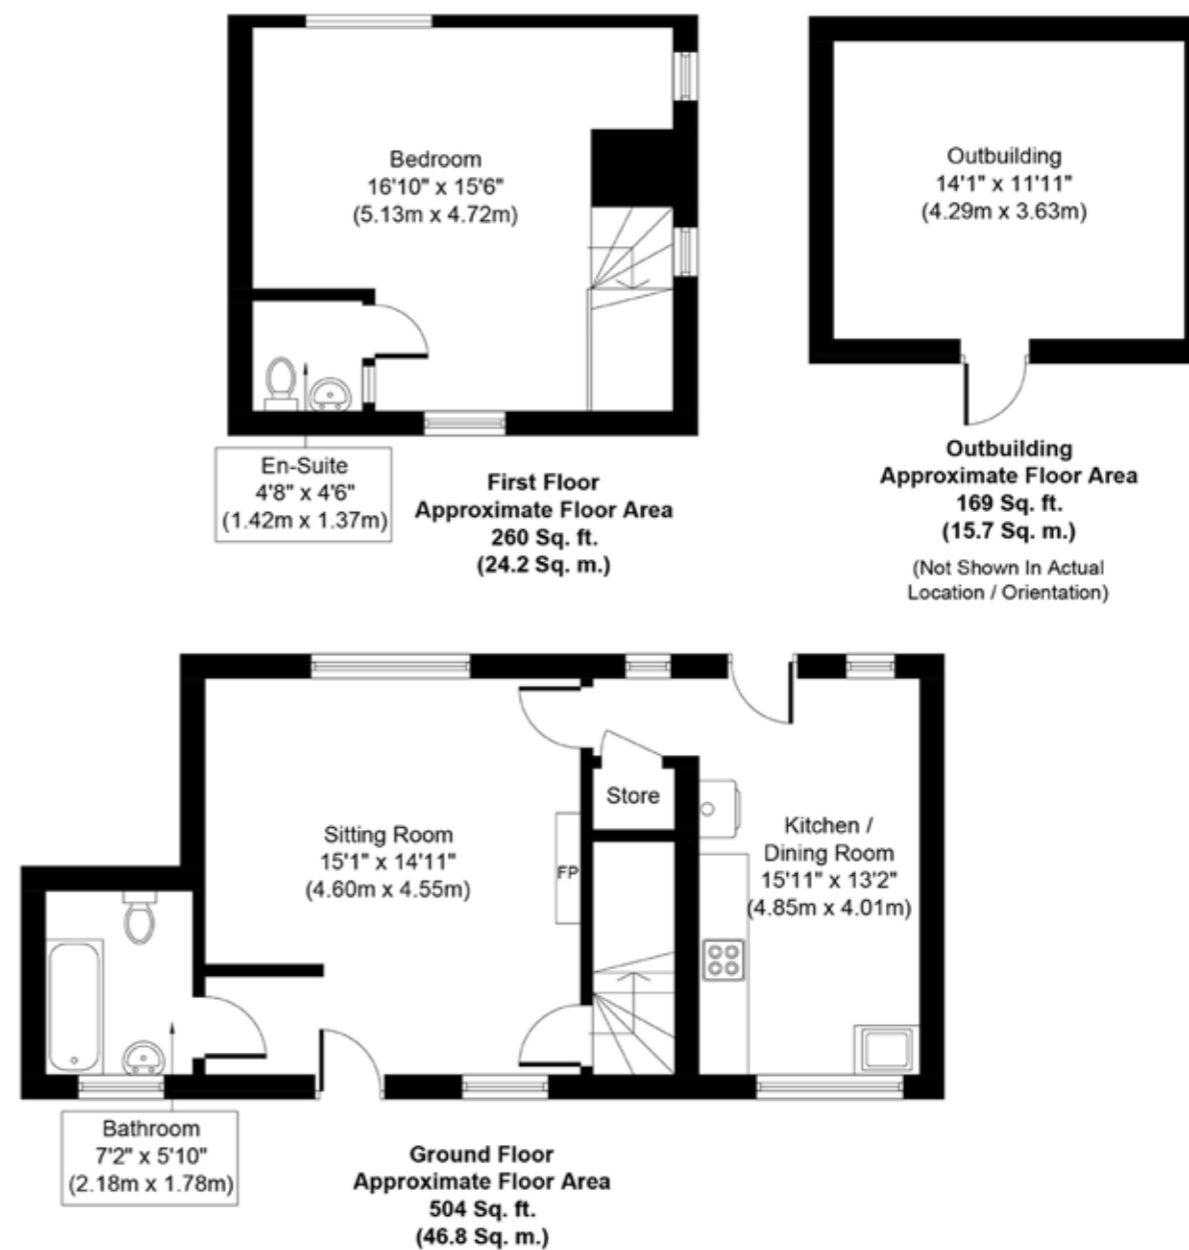 Bedroom
16'10" x 15'6"
(5.13m x 4.72m)
En-Suite
4'8" x 4'6"
(1.42m x 1.37m)
First Floor
Approximate Floor Area
260 Sq. ft.
(24.2 Sq. m.)
Outbuilding
14'1" x 11'11"
(4.29m x 3.63m)
Outbuilding
Approximate Floor Area
169 Sq. ft.
(15.7 Sq. m.)
(Not Shown In Actual
Location / Orientation)
Sitting Room
15'1" x 14'11"
(4.60m x 4.55m)
FP
Store
Kitchen /
Dining Room
15'11" x 13'2"
(4.85m x 4.01m)
Bathroom
7'2" x 5'10"
(2.18m x 1.78m)
Ground Floor
Approximate Floor Area
504 Sq. ft.
(46.8 Sq. m.)